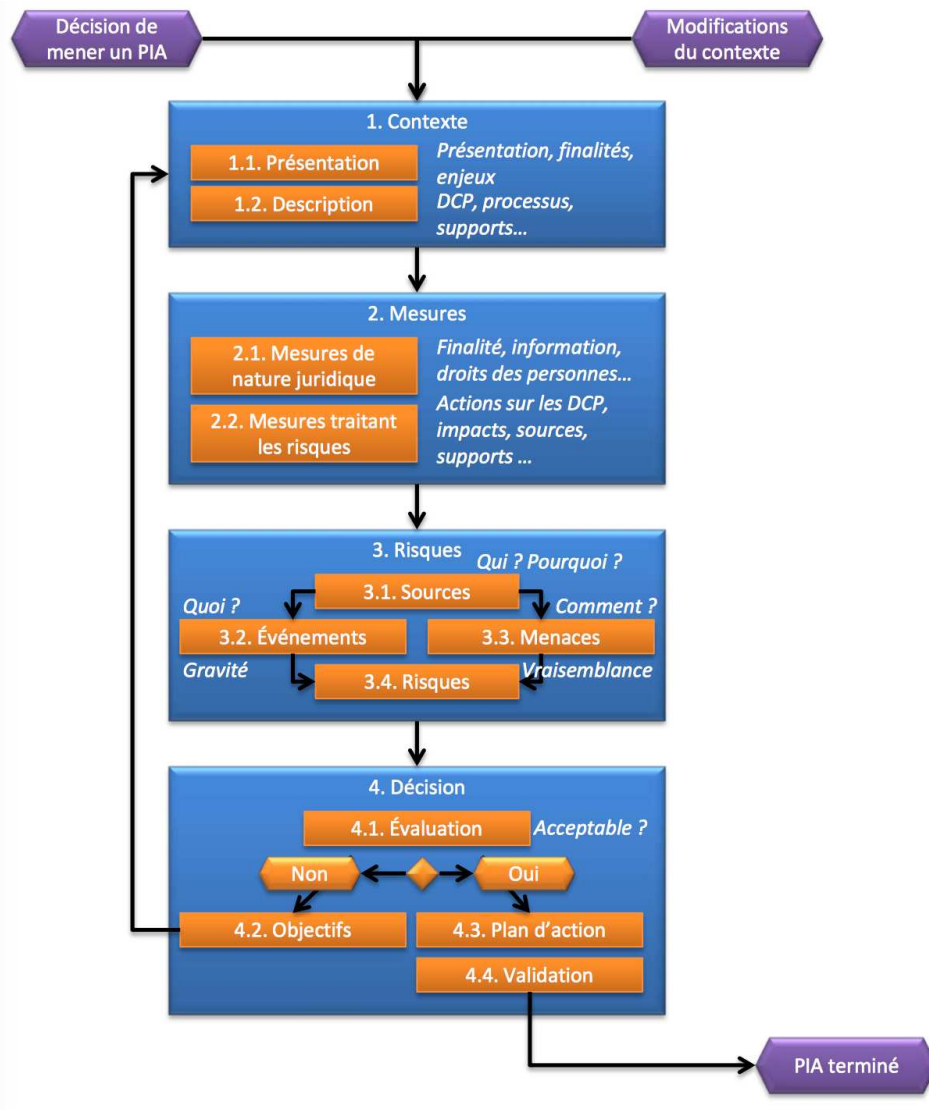 Décision de
mener un PIA
Modifications
du contexte
1. Contexte
1.1. Présentation
Présentation, finalités,
enjeux
1.2. Description
DCP, processus,
supports…
2. Mesures
2.1. Mesures de
nature juridique
Finalité, information,
droits des personnes…
2.2. Mesures traitant
les risques
Actions sur les DCP,
impacts, sources,
supports …
3. Risques
Qui ? Pourquoi ?
3.1. Sources
Quoi ?
Comment ?
3.2. Événements
3.3. Menaces
Gravité
Vraisemblance
3.4. Risques
4. Décision
4.1. Évaluation
Acceptable ?
Non
Oui
4.2. Objectifs
4.3. Plan d’action
4.4. Validation
PIA terminé